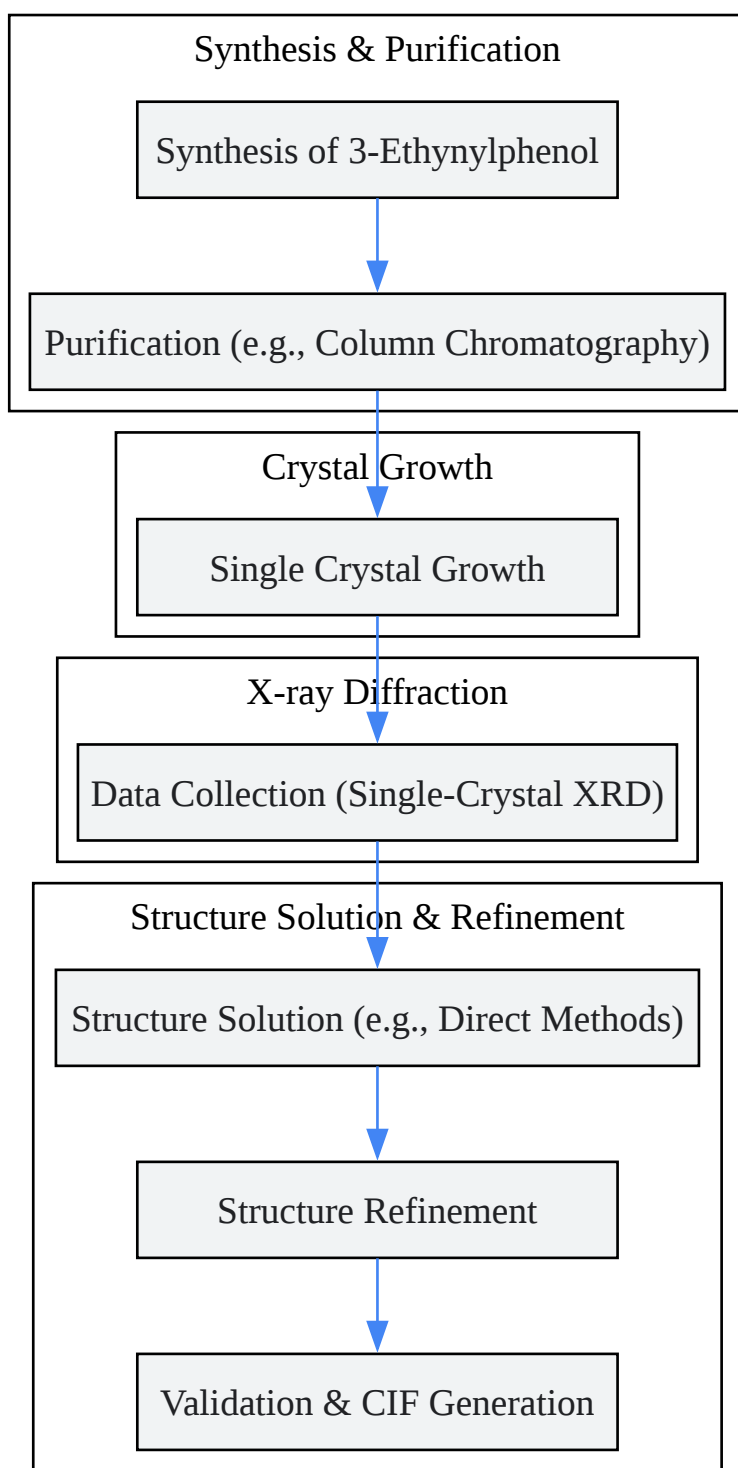 Synthesis & Purification
Synthesis of 3-Ethynylphenol
Purification (e.g., Column Chromatography)
Crystal Growth
Single Crystal Growth
X-ray Diffraction
Data Collection (Single-Crystal XRD)
Structure Solution & Refinement
Structure Solution (e.g., Direct Methods)
Structure Refinement
Validation & CIF Generation